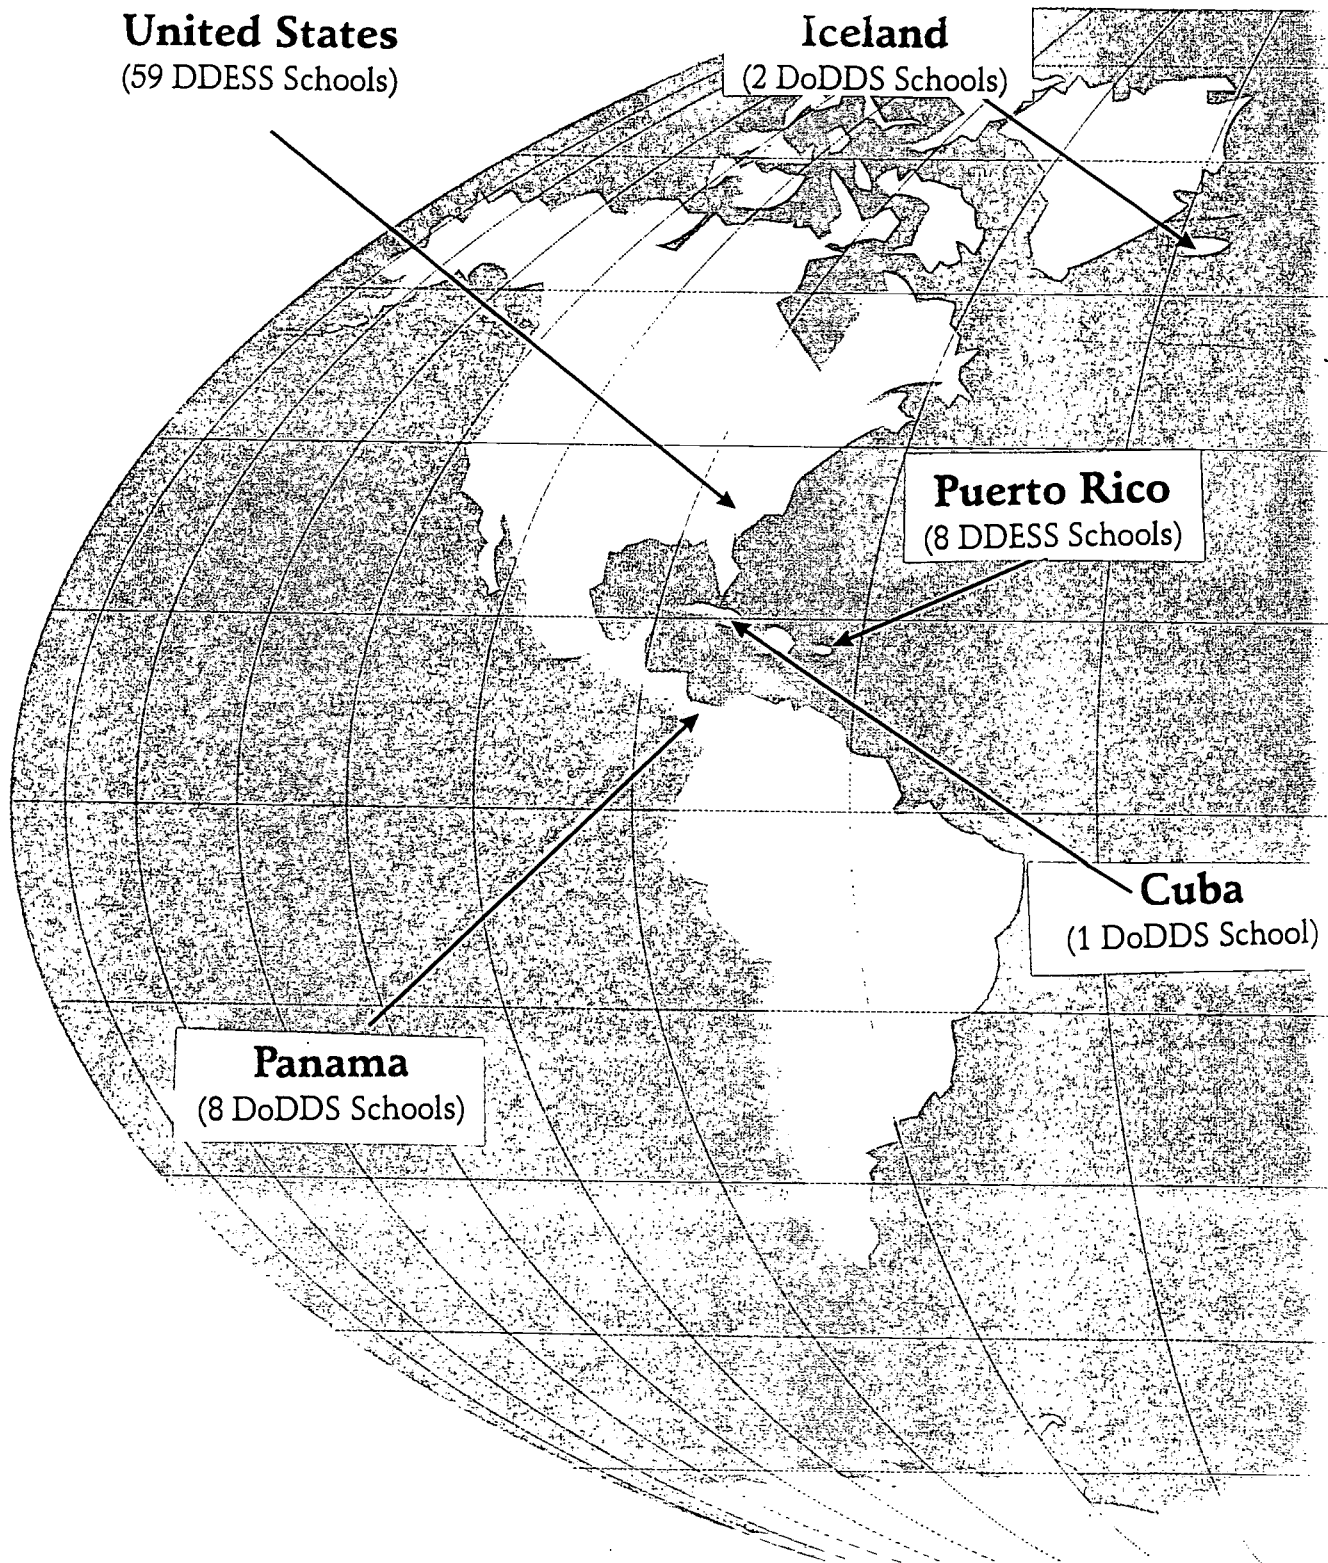 United States
(59 DDESS Schools)
Iceland
(2 DoDDS Schools)
Puerto Rico
(8 DDESS Schools)
Cuba
(1 DoDDS School)
Panama
(8 DoDDS Schools)